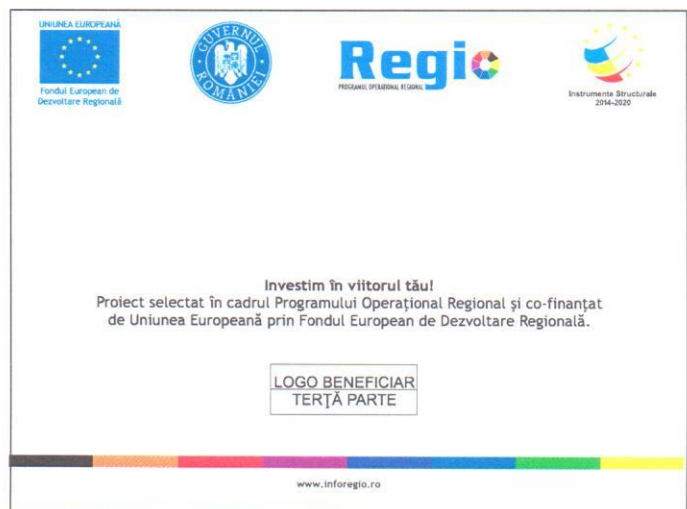 UNIUNEA EUROPEANĂ
Fondul European de
Dezvoltare Regională
GUVERNUL ROMÂNIEI
Regio
PROGRAMUL OPERAȚIONAL REGIONAL
Instrumente Structurale
2014-2020
Investim în viitorul tău!
Proiect selectat în cadrul Programului Operațional Regional și co-finanțat
de Uniunea Europeană prin Fondul European de Dezvoltare Regională.
LOGO BENEFICIAR
TERŢĂ PARTE
www.inforegio.ro